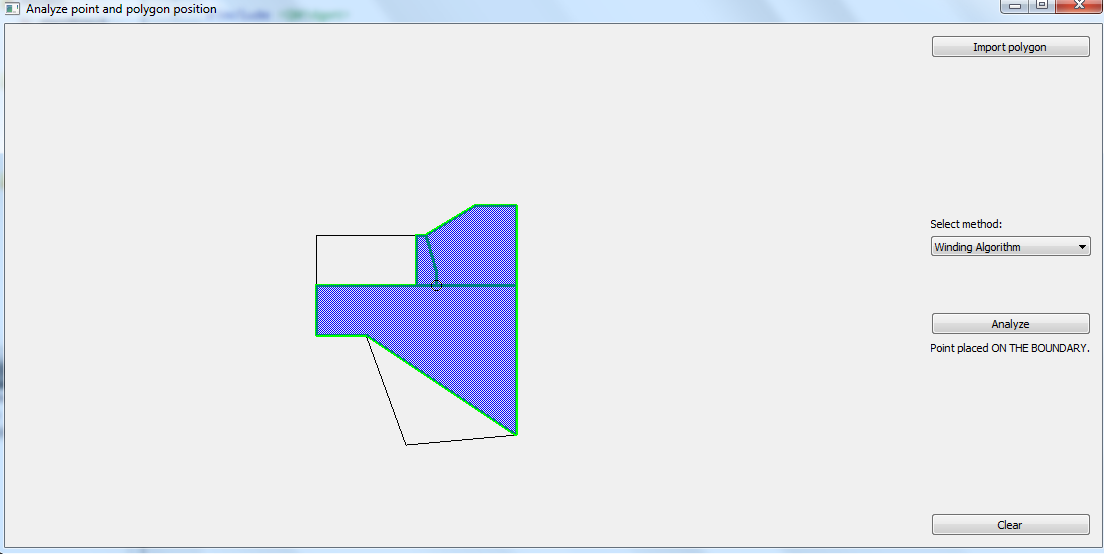 Analyze point and polygon position
Import polygon
Select method:
Winding Algorithm
Analyze
Point placed ON THE BOUNDARY.
Clear